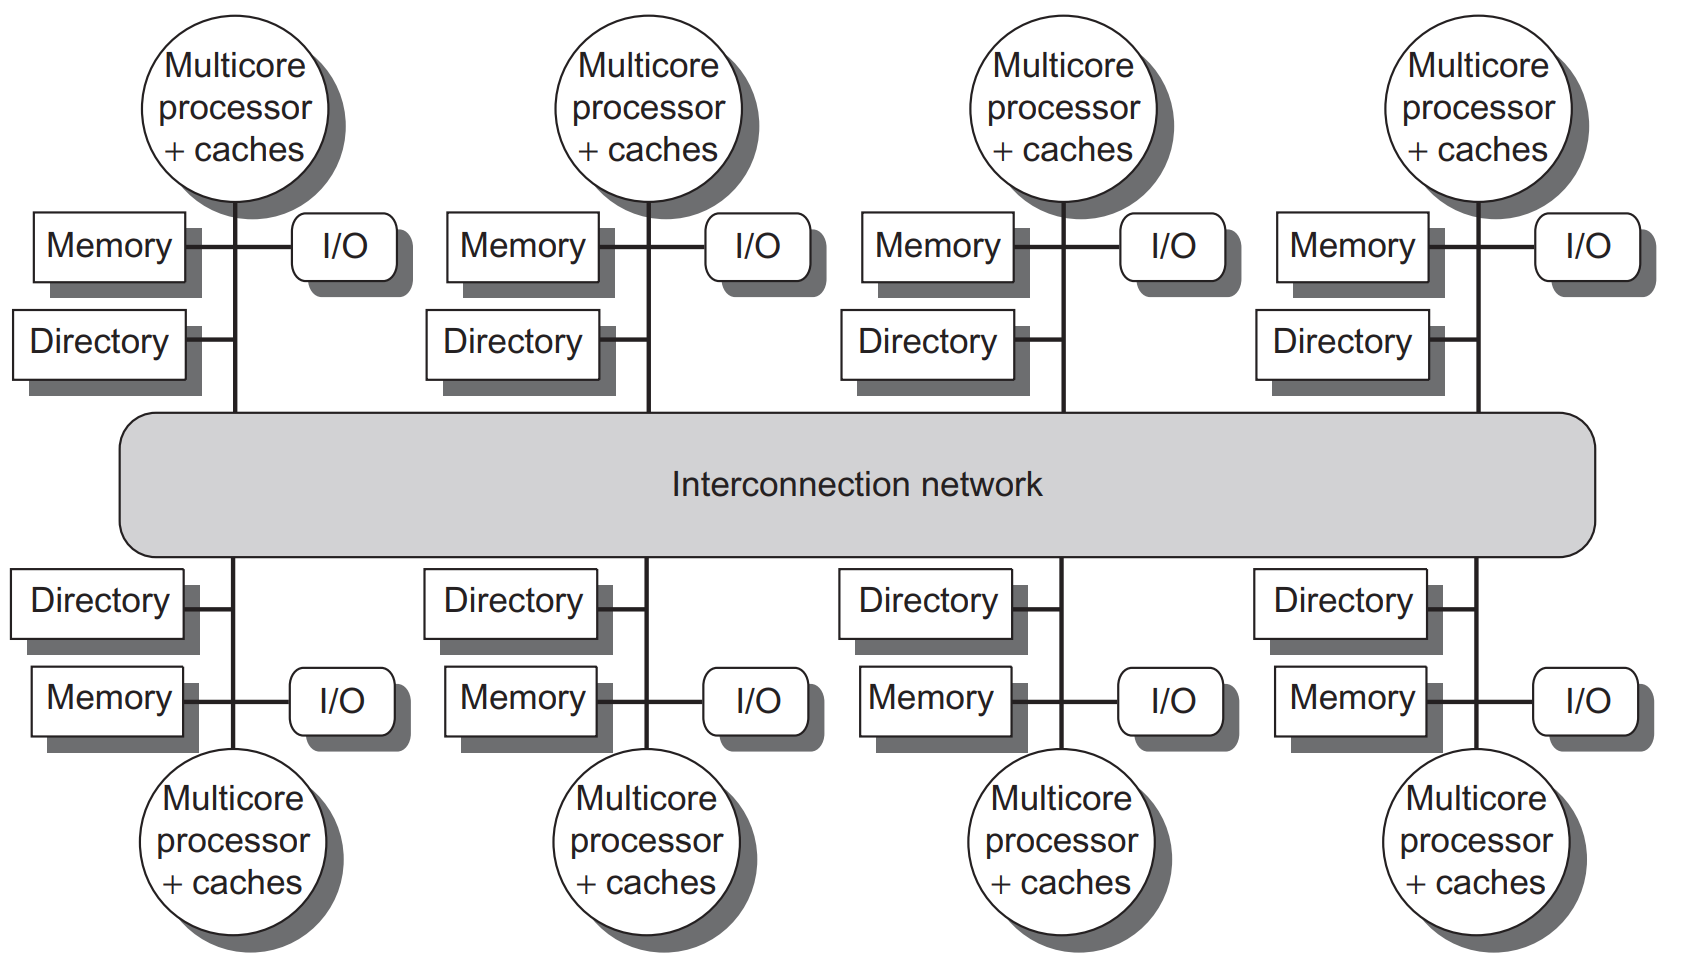 Multicore
processor
+ caches
Multicore
processor
+ caches
Multicore
processor
+ caches
Multicore
processor
+ caches
Memory
I/O
Memory
I/O
Memory
I/O
Memory
I/O
Directory
Directory
Directory
Directory
Interconnection network
Directory
Directory
Directory
Directory
Memory
I/O
Memory
I/O
Memory
I/O
Memory
I/O
Multicore
processor
+ caches
Multicore
processor
+ caches
Multicore
processor
+ caches
Multicore
processor
+ caches